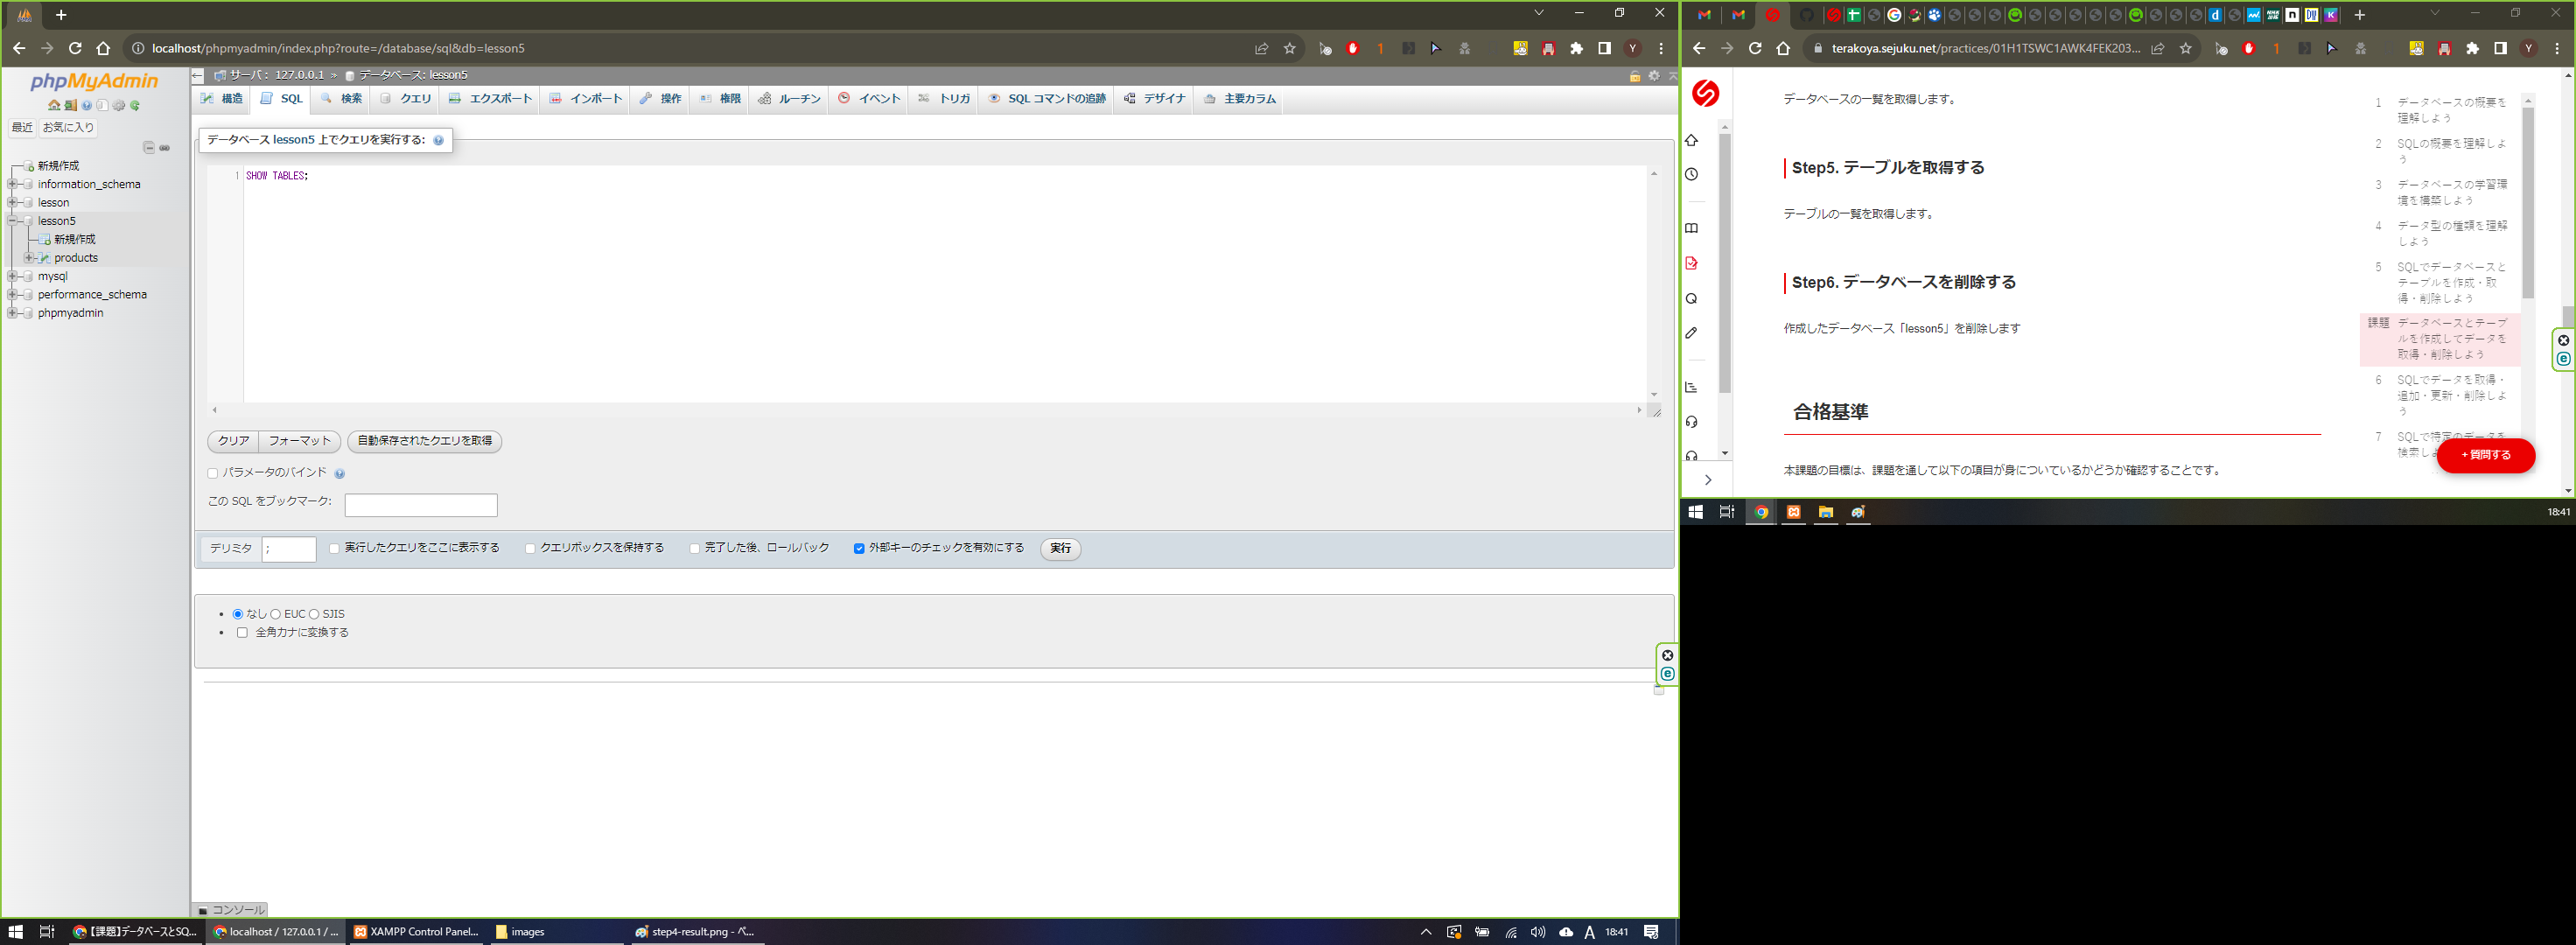 localhost/phpmyadmin/index.php?route=/database/sql&db=lesson5
phpMyAdmin
最近 お気に入り
新規作成
information_schema
lesson
lesson5
新規作成
products
mysql
performance_schema
phpmyadmin
サーバ: 127.0.0.1 » データベース: lesson5
構造 SQL 検索 クエリ エクスポート インポート 操作 権限 ルーチン イベント トリガ SQL コマンドの追跡 デザイナ 主要カラム
データベース lesson5 上でクエリを実行する:
1 SHOW TABLES;
クリア フォーマット 自動保存されたクエリを取得
パラメータのバインド
この SQL をブックマーク:
デリミタ ; 実行したクエリをここに表示する クエリボックスを保持する 完了した後、ロールバック 外部キーのチェックを有効にする 実行
なし EUC SJIS
全角カナに変換する
コンソール
【課題】データベースとSQ... localhost / 127.0.0.1 / ... XAMPP Control Panel... images step4-result.png - ペ... A 18:41
terakoya.sejuku.net/practices/01H1TSWC1AWK4FEK203...
データベースの一覧を取得します。
Step5. テーブルを取得する
テーブルの一覧を取得します。
Step6. データベースを削除する
作成したデータベース「lesson5」を削除します
合格基準
本課題の目標は、課題を通して以下の項目が身についているかどうか確認することです。
1 データベースの概要を
理解しよう
2 SQLの概要を理解しよ
う
3 データベースの学習環
境を構築しよう
4 データ型の種類を理解
しよう
5 SQLでデータベースと
テーブルを作成・取
得・削除しよう
課題 データベースとテーブ
ルを作成してデータを
取得・削除しよう
6 SQLでデータを取得・
追加・更新・削除しよ
う
7 SQLで特定のデータを
検索しよ
+ 質問する
18:41